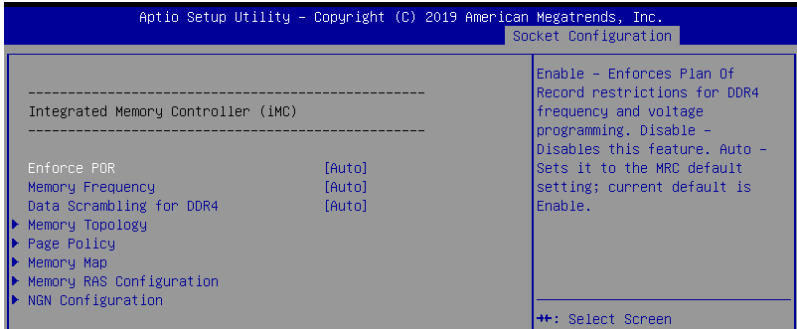 Aptio Setup Utility – Copyright (C) 2019 American Megatrends, Inc.
Socket Configuration
--------------------------------------------------
Integrated Memory Controller (iMC)
--------------------------------------------------
Enforce POR [Auto]
Memory Frequency [Auto]
Data Scrambling for DDR4 [Auto]
Memory Topology
Page Policy
Memory Map
Memory RAS Configuration
NGN Configuration
Enable – Enforces Plan Of
Record restrictions for DDR4
frequency and voltage
programming. Disable –
Disables this feature. Auto –
Sets it to the MRC default
setting; current default is
Enable.
→←: Select Screen